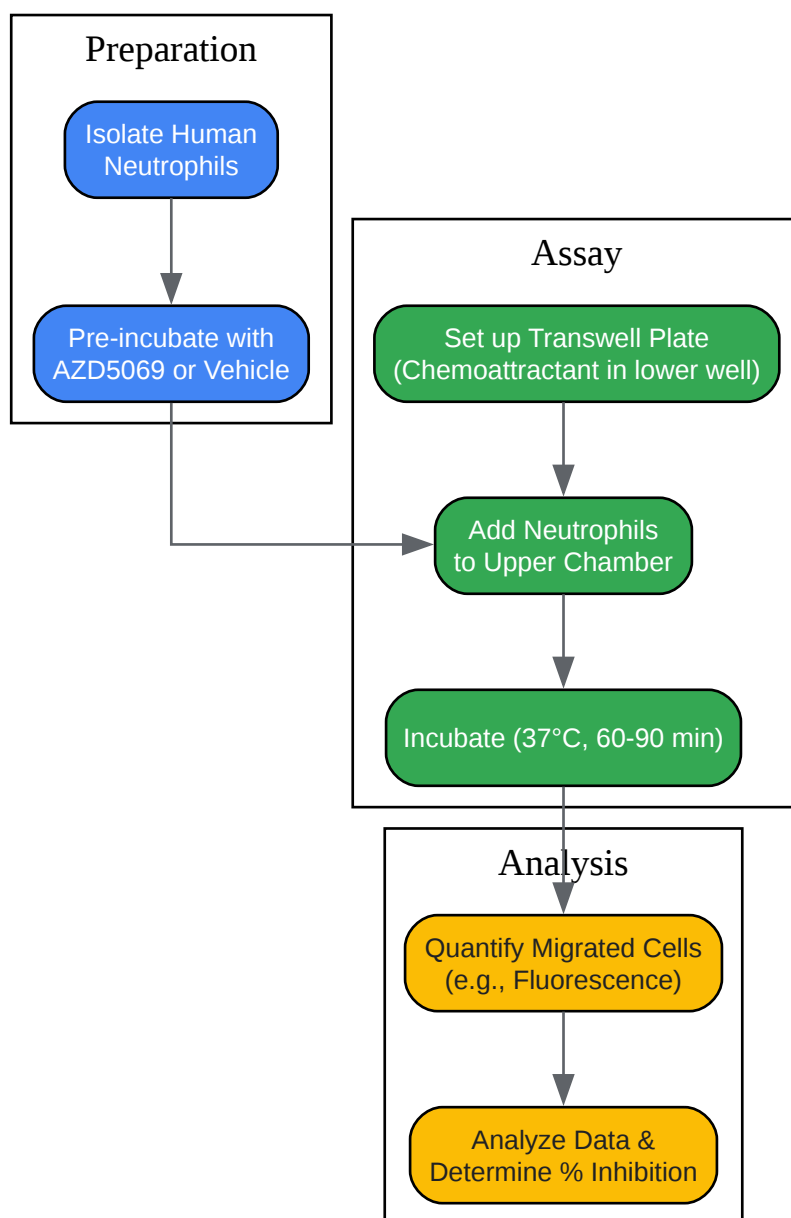 Preparation
Isolate Human
Neutrophils
Pre-incubate with
AZD5069 or Vehicle
Assay
Set up Transwell Plate
(Chemoattractant in lower well)
Add Neutrophils
to Upper Chamber
Incubate (37°C, 60-90 min)
Analysis
Quantify Migrated Cells
(e.g., Fluorescence)
Analyze Data &
Determine % Inhibition